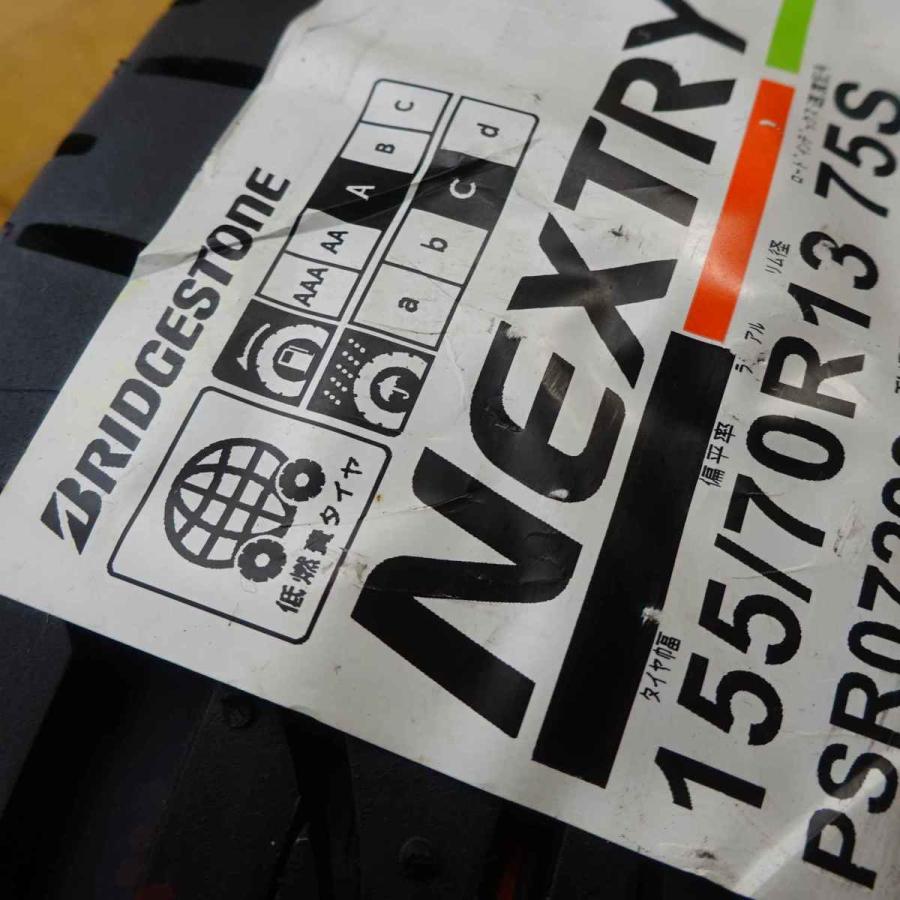 BRIDGESTONE
AAA AA A B C
a b c d
低燃費タイヤ
NEXTRY
タイヤ巾幅 偏平率 リム径
155/70R13 75S